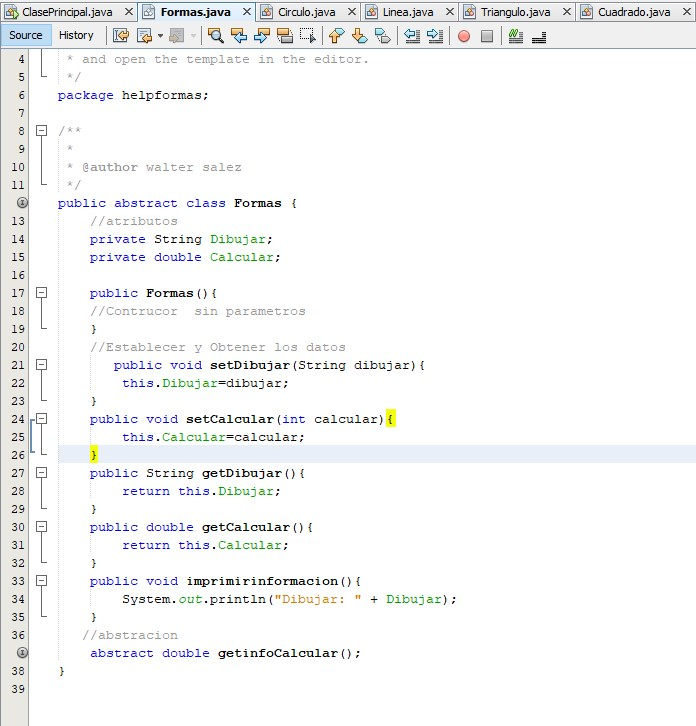 ClasePrincipal.java × Formas.java × Circulo.java × Linea.java × Triangulo.java × Cuadrado.java ×
Source History
4 * and open the template in the editor.
5 */
6 package helpformas;
7
8 /**
9 *
10 * @author walter salez
11 */
public abstract class Formas {
13 //atributos
14 private String Dibujar;
15 private double Calcular;
16
17 public Formas(){
18 //Contrucor  sin parametros
19 }
20 //Establecer y Obtener los datos
21 public void setDibujar(String dibujar){
22 this.Dibujar=dibujar;
23 }
24 public void setCalcular(int calcular){
25 this.Calcular=calcular;
26 }
27 public String getDibujar(){
28 return this.Dibujar;
29 }
30 public double getCalcular(){
31 return this.Calcular;
32 }
33 public void imprimirinformacion(){
34 System.out.println("Dibujar: " + Dibujar);
35 }
36 //abstracion
abstract double getinfoCalcular();
38 }
39